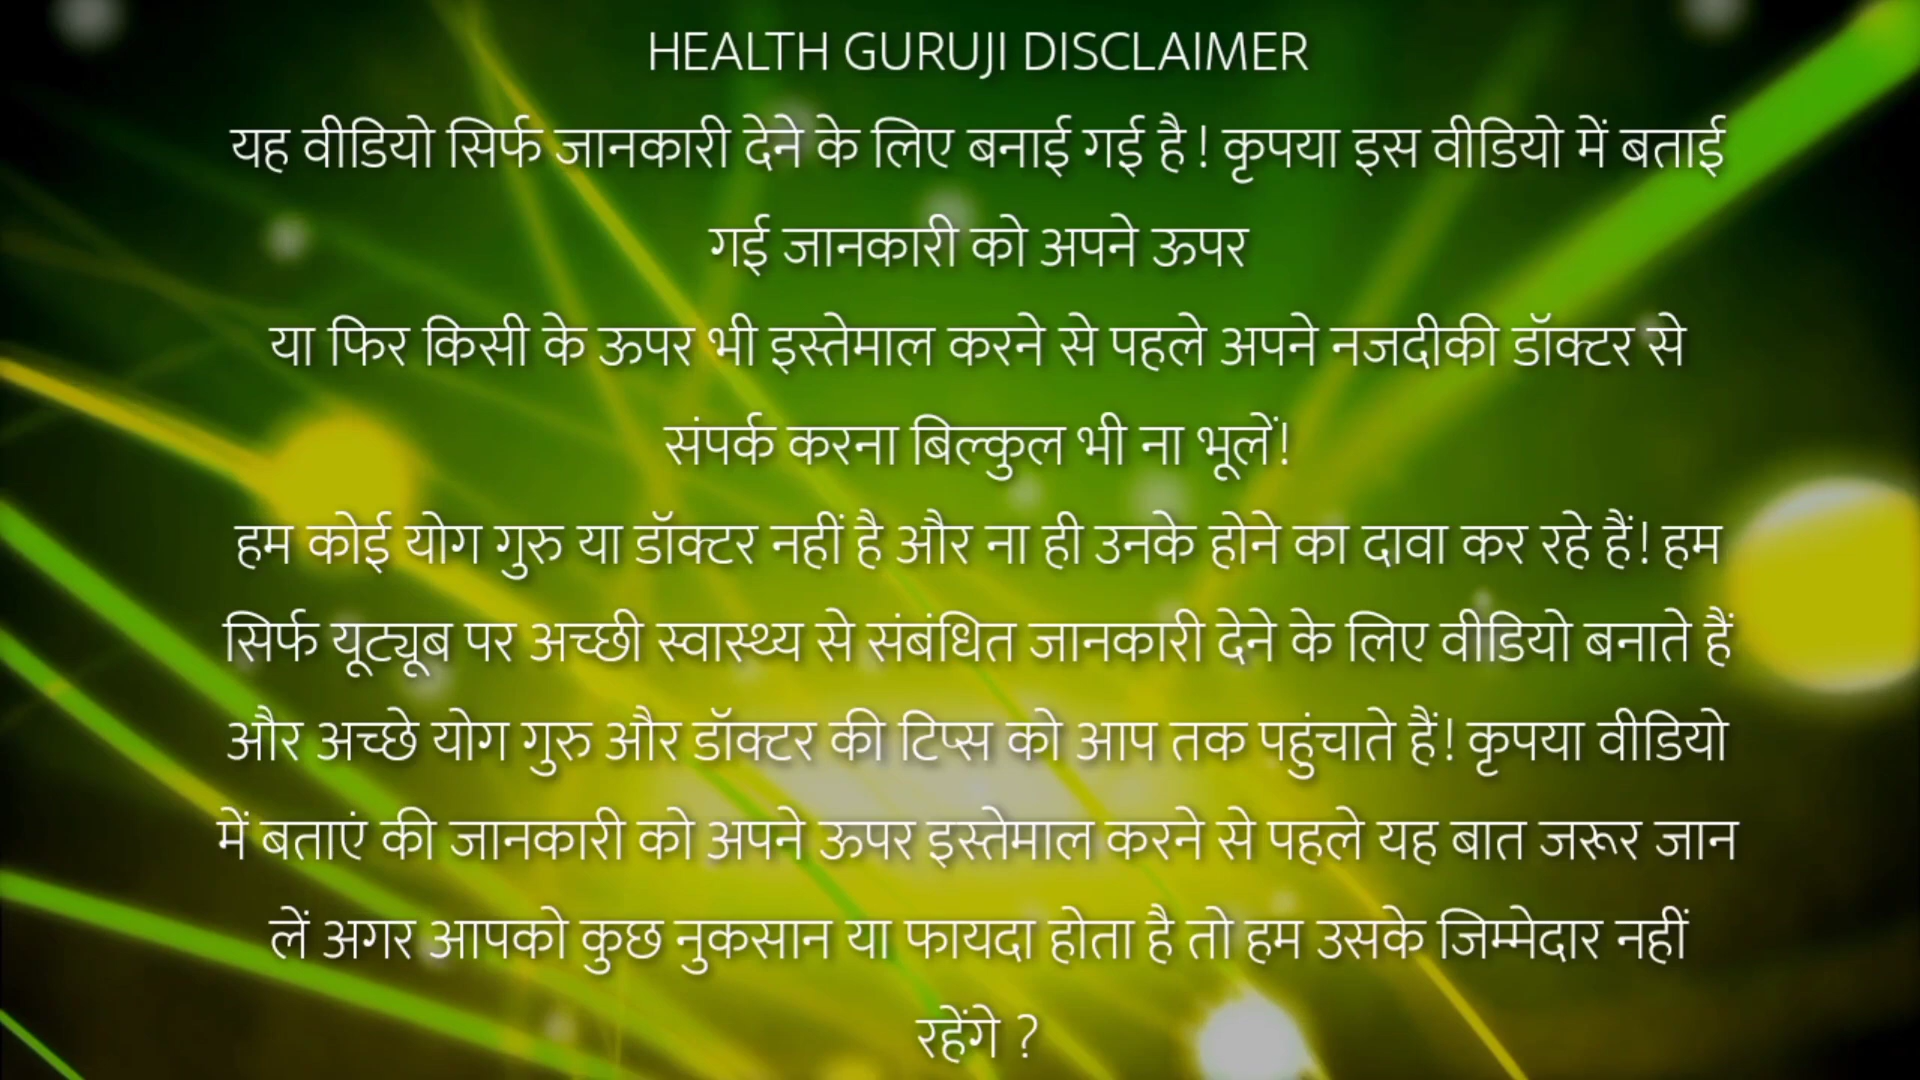 HEALTH GURUJI DISCLAIMER
यह वीडियो सिर्फ जानकारी देने के लिए बनाई गई है ! कृपया इस वीडियो में बताई
गई जानकारी को अपने ऊपर
या फिर किसी के ऊपर भी इस्तेमाल करने से पहले अपने नजदीकी डॉक्टर से
संपर्क करना बिल्कुल भी ना भूलें!
हम कोई योग गुरु या डॉक्टर नहीं है और ना ही उनके होने का दावा कर रहे हैं! हम
सिर्फ यूट्यूब पर अच्छी स्वास्थ्य से संबंधित जानकारी देने के लिए वीडियो बनाते हैं
और अच्छे योग गुरु और डॉक्टर की टिप्स को आप तक पहुंचाते हैं! कृपया वीडियो
में बताएं की जानकारी को अपने ऊपर इस्तेमाल करने से पहले यह बात जरूर जान
लें अगर आपको कुछ नुकसान या फायदा होता है तो हम उसके जिम्मेदार नहीं
रहेंगे ?